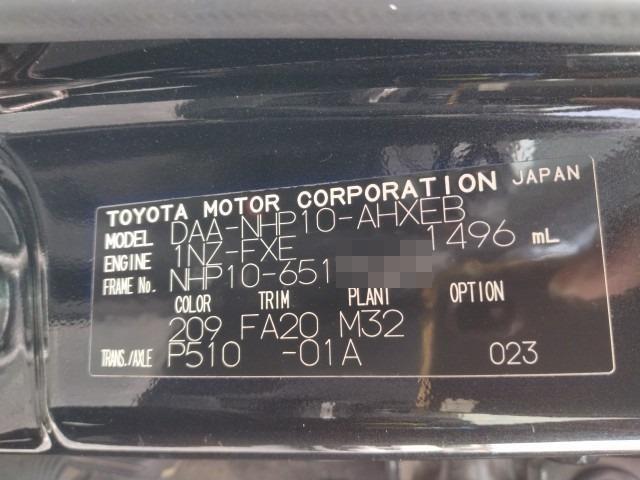 TOYOTA MOTOR CORPORATION JAPAN
MODEL DAA-NHP10-AHXEB
ENGINE 1NZ-FXE 1496 mL
FRAME No. NHP10-651
COLOR TRIM PLANT OPTION
209 FA20 M32
TRANS./AXLE P510 -01A 023